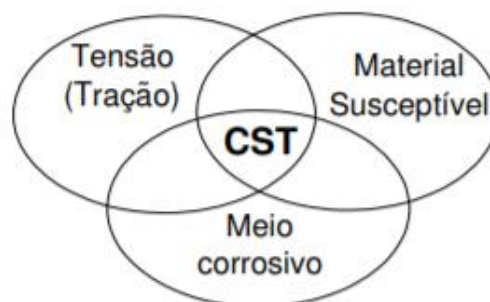 Tensão
(Tração)
Material
Susceptível
CST
Meio
corrosivo